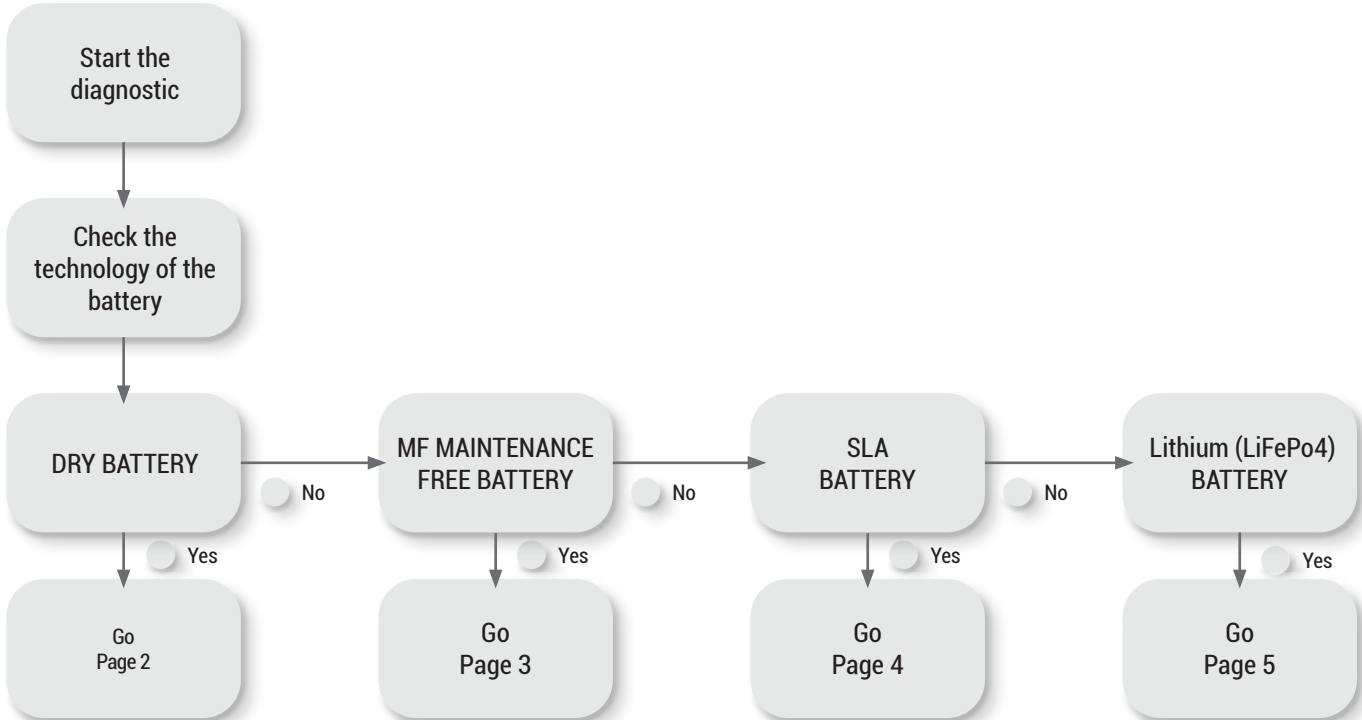 Start the
diagnostic
Check the
technology of the
battery
DRY BATTERY
No
MF MAINTENANCE
FREE BATTERY
No
SLA
BATTERY
No
Lithium (LiFePo4)
BATTERY
Yes
Yes
Yes
Yes
Go
Page 2
Go
Page 3
Go
Page 4
Go
Page 5